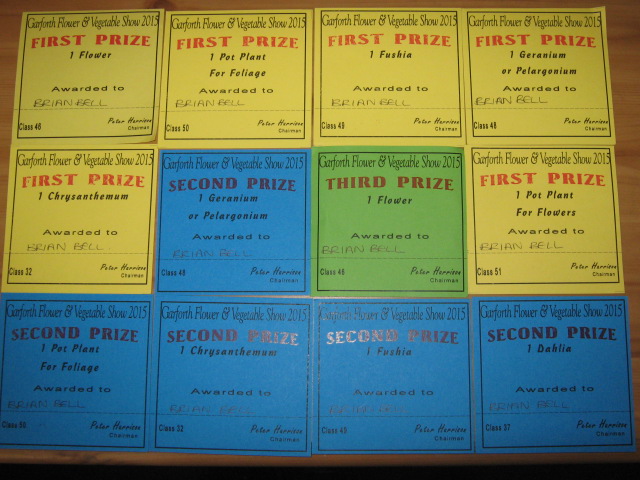 Garforth Flower & Vegetable Show 2015
FIRST PRIZE
1 Flower
Awarded to
BRIAN BELL
Peter Harrison
Class 46
Chairman
Garforth Flower & Vegetable Show 2015
FIRST PRIZE
1 Pot Plant
For Foliage
Awarded to
BRIAN BELL
Peter Harrison
Class 50
Chairman
Garforth Flower & Vegetable Show 2015
FIRST PRIZE
1 Fushia
Awarded to
BRIAN BELL
Peter Harrison
Class 49
Chairman
Garforth Flower & Vegetable Show 2015
FIRST PRIZE
1 Geranium
or Pelargonium
Awarded to
BRIAN BELL
Peter Harrison
Class 48
Chairman
Garforth Flower & Vegetable Show 2015
FIRST PRIZE
1 Chrysanthemum
Awarded to
BRIAN BELL
Peter Harrison
Class 32
Chairman
Garforth Flower & Vegetable Show 2015
SECOND PRIZE
1 Geranium
or Pelargonium
Awarded to
BRIAN BELL
Peter Harrison
Class 48
Chairman
Garforth Flower & Vegetable Show 2015
THIRD PRIZE
1 Flower
Awarded to
BRIAN BELL
Peter Harrison
Class 46
Chairman
Garforth Flower & Vegetable Show 2015
FIRST PRIZE
1 Pot Plant
For Flowers
Awarded to
BRIAN BELL
Peter Harrison
Class 51
Chairman
Garforth Flower & Vegetable Show 2015
SECOND PRIZE
1 Pot Plant
For Foliage
Awarded to
BRIAN BELL
Peter Harrison
Class 50
Chairman
Garforth Flower & Vegetable Show 2015
SECOND PRIZE
1 Chrysanthemum
Awarded to
BRIAN BELL
Peter Harrison
Class 32
Chairman
Garforth Flower & Vegetable Show 2015
SECOND PRIZE
1 Fushia
Awarded to
Peter Harrison
Class 49
Chairman
Garforth Flower & Vegetable Show 2015
SECOND PRIZE
1 Dahlia
Awarded to
BRIAN BELL
Peter Harrison
Class 37
Chairman